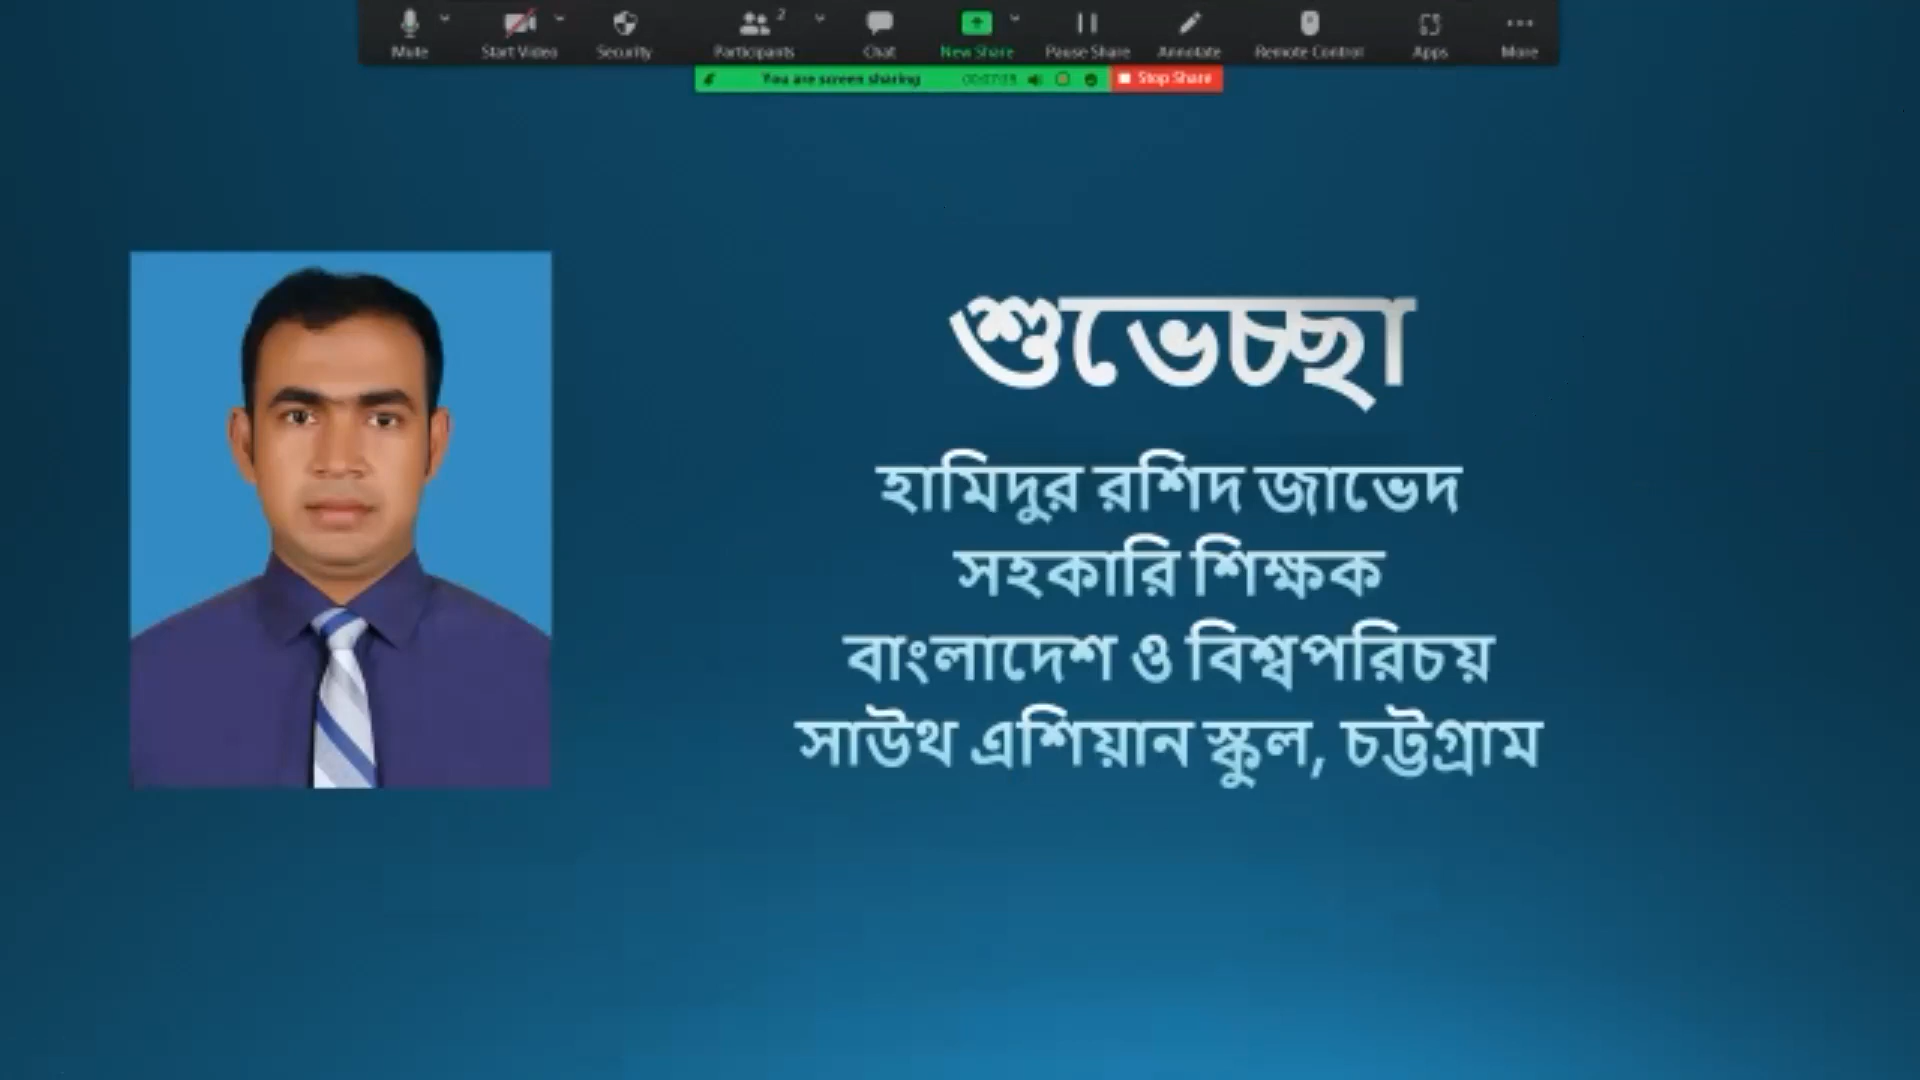 Mute Start Video Security Participants 2 Chat New Share Pause Share Annotate Remote Control Apps More
You are screen sharing Stop Share
শুভেচ্ছা
হামিদুর রশিদ জাভেদ
সহকারি শিক্ষক
বাংলাদেশ ও বিশ্বপরিচয়
সাউথ এশিয়ান স্কুল, চট্টগ্রাম